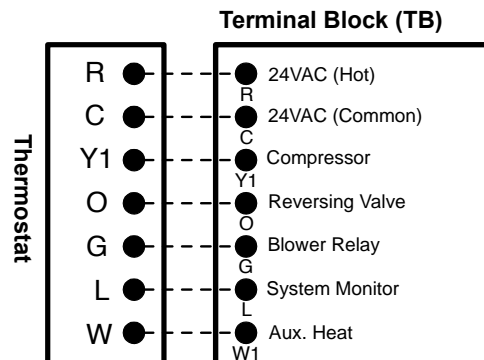 Terminal Block (TB)
Thermostat
R 24VAC (Hot)
R
C 24VAC (Common)
C
Y1 Compressor
Y1
O Reversing Valve
O
G Blower Relay
G
L System Monitor
L
W Aux. Heat
W1